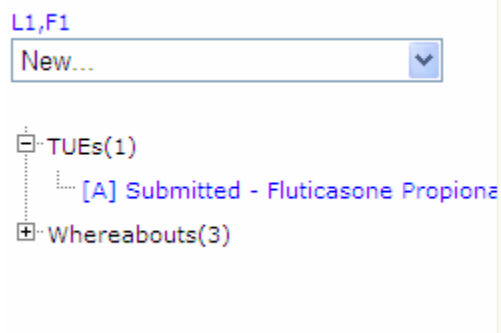 L1,F1
New...
TUEs(1)
[A] Submitted - Fluticasone Propiona
Whereabouts(3)